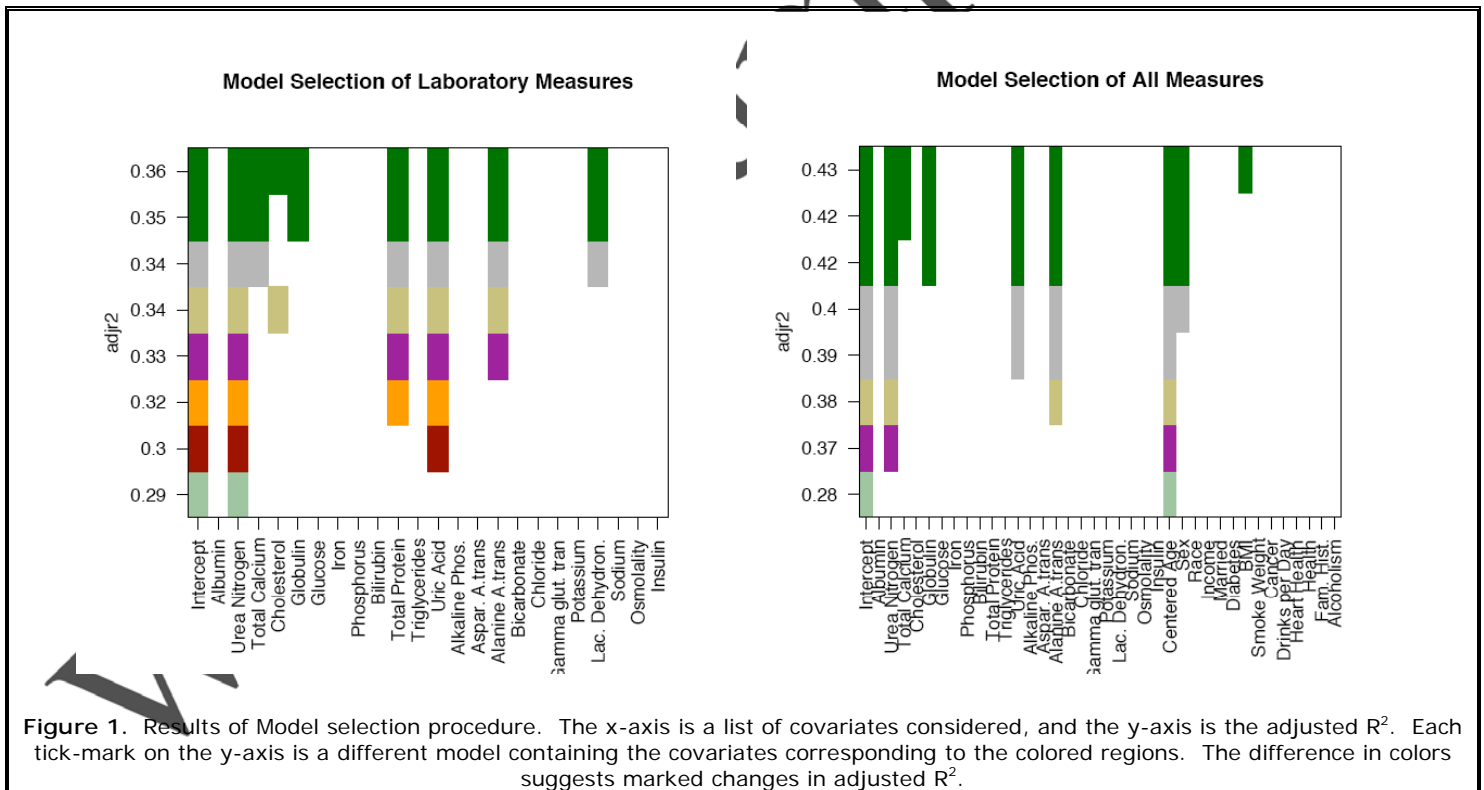 Model Selection of Laboratory Measures
adjr2
0.36
0.35
0.34
0.34
0.33
0.32
0.3
0.29
Intercept
Albumin
Urea Nitrogen
Total Calcium
Cholesterol
Globulin
Glucose
Iron
Phosphorus
Bilirubin
Total Protein
Triglycerides
Uric Acid
Alkaline Phos.
Aspar. A.trans
Alanine A.trans
Bicarbonate
Chloride
Gamma glut. tran
Potassium
Lac. Dehydron.
Sodium
Osmolality
Insulin
Model Selection of All Measures
adjr2
0.43
0.42
0.42
0.4
0.39
0.38
0.37
0.28
Intercept
Albumin
Urea Nitrogen
Total Calcium
Cholesterol
Globulin
Glucose
Iron
Phosphorus
Bilirubin
Total Protein
Triglycerides
Uric Acid
Alkaline Phos.
Aspar. A.trans
Alanine A.trans
Bicarbonate
Chloride
Gamma glut. tran
Potassium
Lac. Dehydron.
Sodium
Osmolality
Insulin
Centered Age
Sex
Race
Income
Married
Diabetes
BMI
Smoke Weight
Cancer
Drinks per Day
Heart Health
Health
Fam. Hist.
Alcoholism
Figure 1. Results of Model selection procedure. The x-axis is a list of covariates considered, and the y-axis is the adjusted R². Each
tick-mark on the y-axis is a different model containing the covariates corresponding to the colored regions. The difference in colors
suggests marked changes in adjusted R².